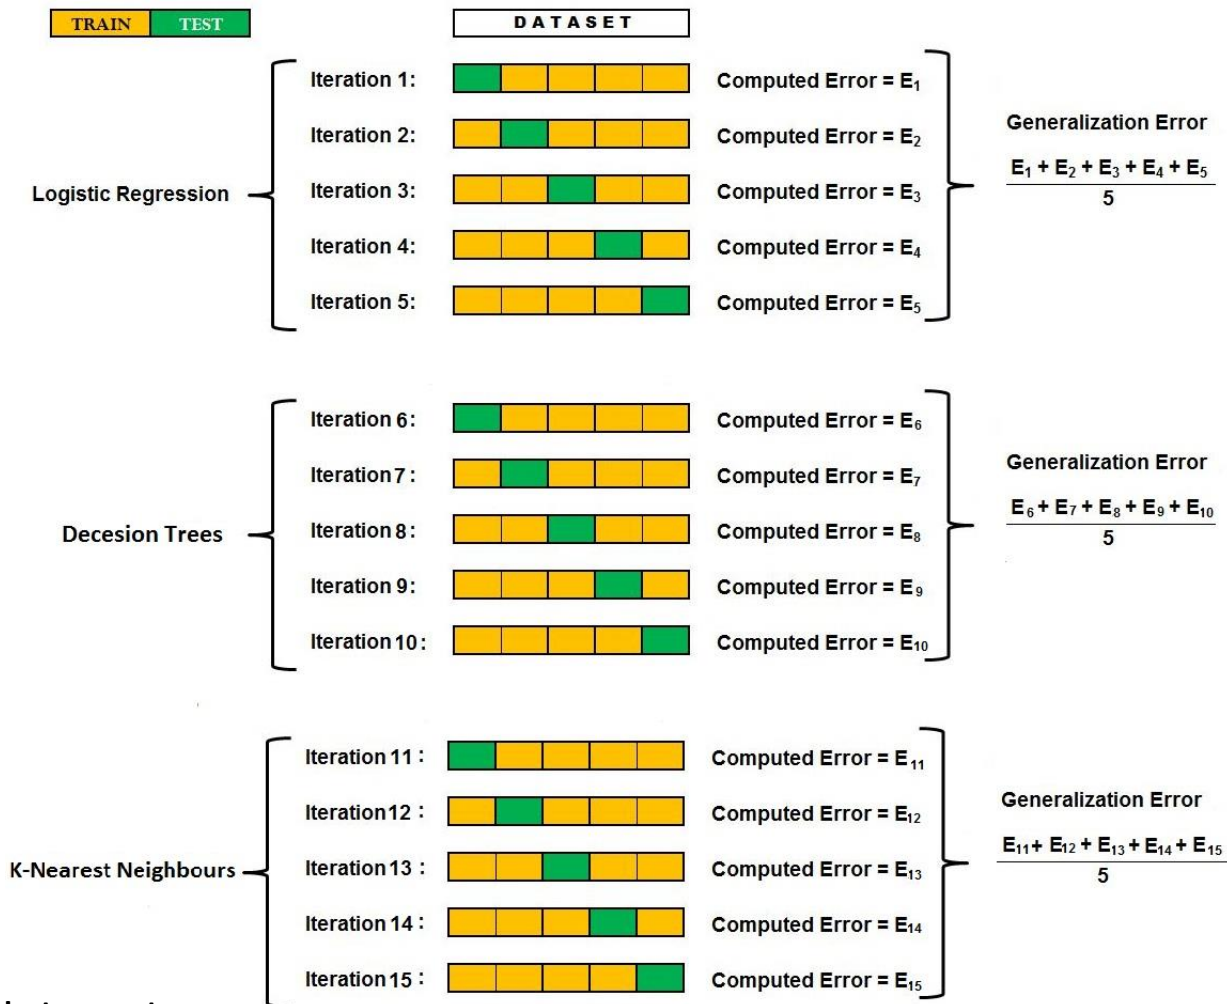 TRAIN TEST DATASET
Iteration 1: Computed Error = E₁
Iteration 2: Computed Error = E₂
Logistic Regression Iteration 3: Computed Error = E₃
Iteration 4: Computed Error = E₄
Iteration 5: Computed Error = E₅
Generalization Error
E₁ + E₂ + E₃ + E₄ + E₅
5
Iteration 6: Computed Error = E₆
Iteration 7: Computed Error = E₇
Decesion Trees Iteration 8: Computed Error = E₈
Iteration 9: Computed Error = E₉
Iteration 10: Computed Error = E₁₀
Generalization Error
E₆ + E₇ + E₈ + E₉ + E₁₀
5
Iteration 11: Computed Error = E₁₁
Iteration 12: Computed Error = E₁₂
K-Nearest Neighbours Iteration 13: Computed Error = E₁₃
Iteration 14: Computed Error = E₁₄
Iteration 15: Computed Error = E₁₅
Generalization Error
E₁₁ + E₁₂ + E₁₃ + E₁₄ + E₁₅
5